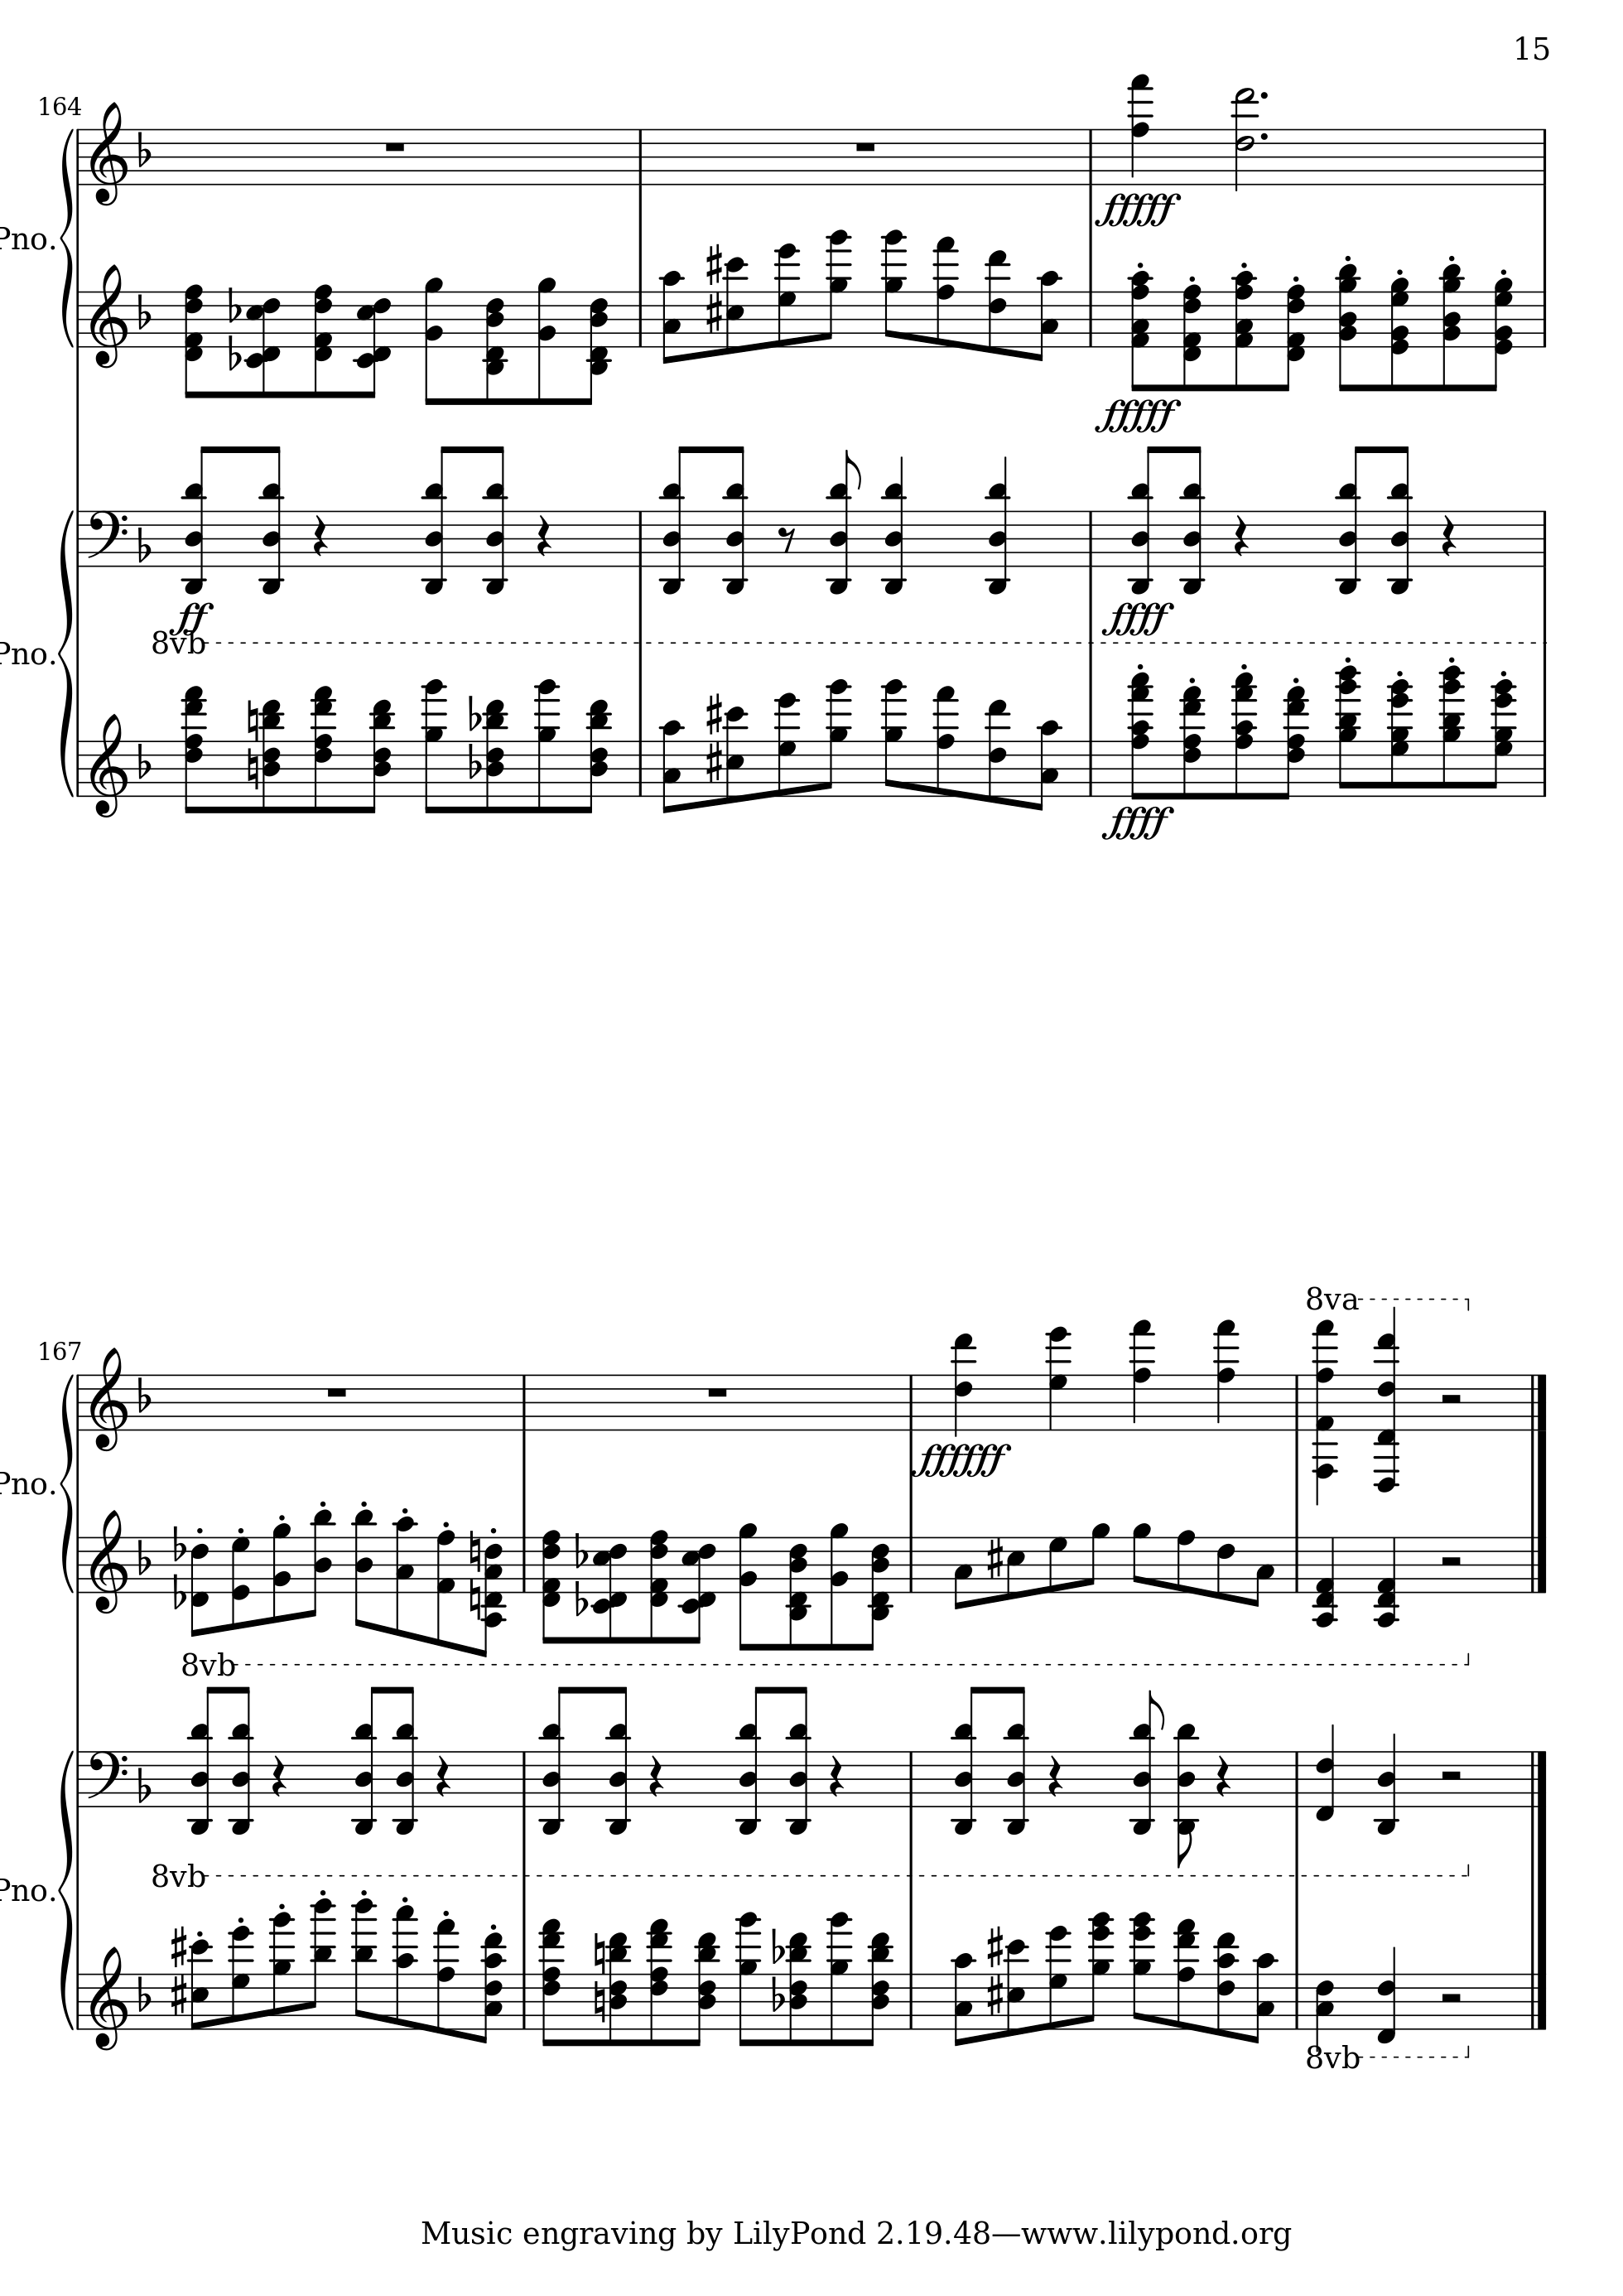 15
164
Pno.
fffff
fffff
ff
8vb
Pno.
ffff
ffff
8va
167
Pno.
ffffff
8vb
8vb
Pno.
8vb
Music engraving by LilyPond 2.19.48—www.lilypond.org